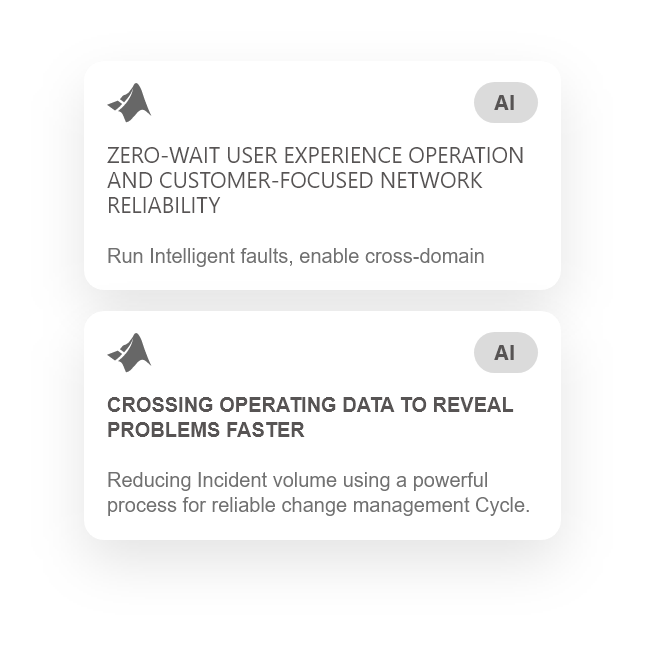 AI
ZERO-WAIT USER EXPERIENCE OPERATION
AND CUSTOMER-FOCUSED NETWORK
RELIABILITY
Run Intelligent faults, enable cross-domain
AI
CROSSING OPERATING DATA TO REVEAL
PROBLEMS FASTER
Reducing Incident volume using a powerful
process for reliable change management Cycle.